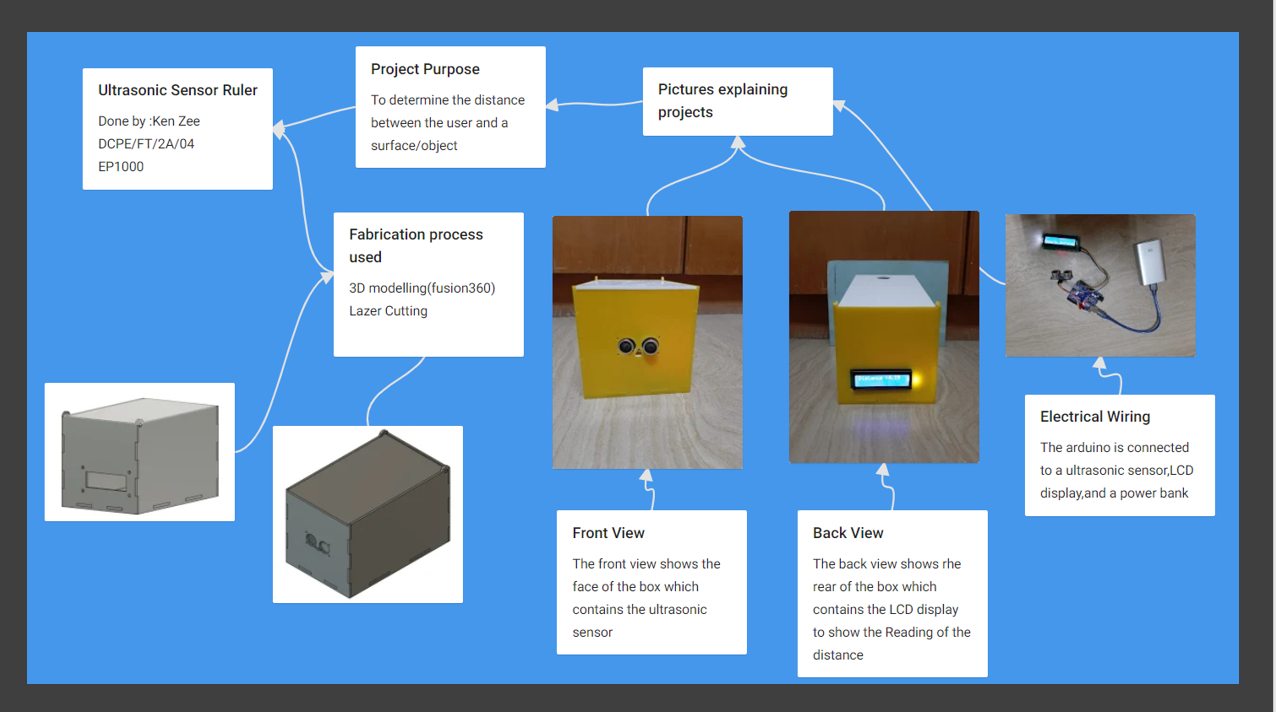 Ultrasonic Sensor Ruler
Done by :Ken Zee
DCPE/FT/2A/04
EP1000
Project Purpose
To determine the distance
between the user and a
surface/object
Pictures explaining
projects
Fabrication process
used
3D modelling(fusion360)
Lazer Cutting
Distance
Electrical Wiring
The arduino is connected
to a ultrasonic sensor,LCD
display,and a power bank
Front View
The front view shows the
face of the box which
contains the ultrasonic
sensor
Back View
The back view shows rhe
rear of the box which
contains the LCD display
to show the Reading of the
distance